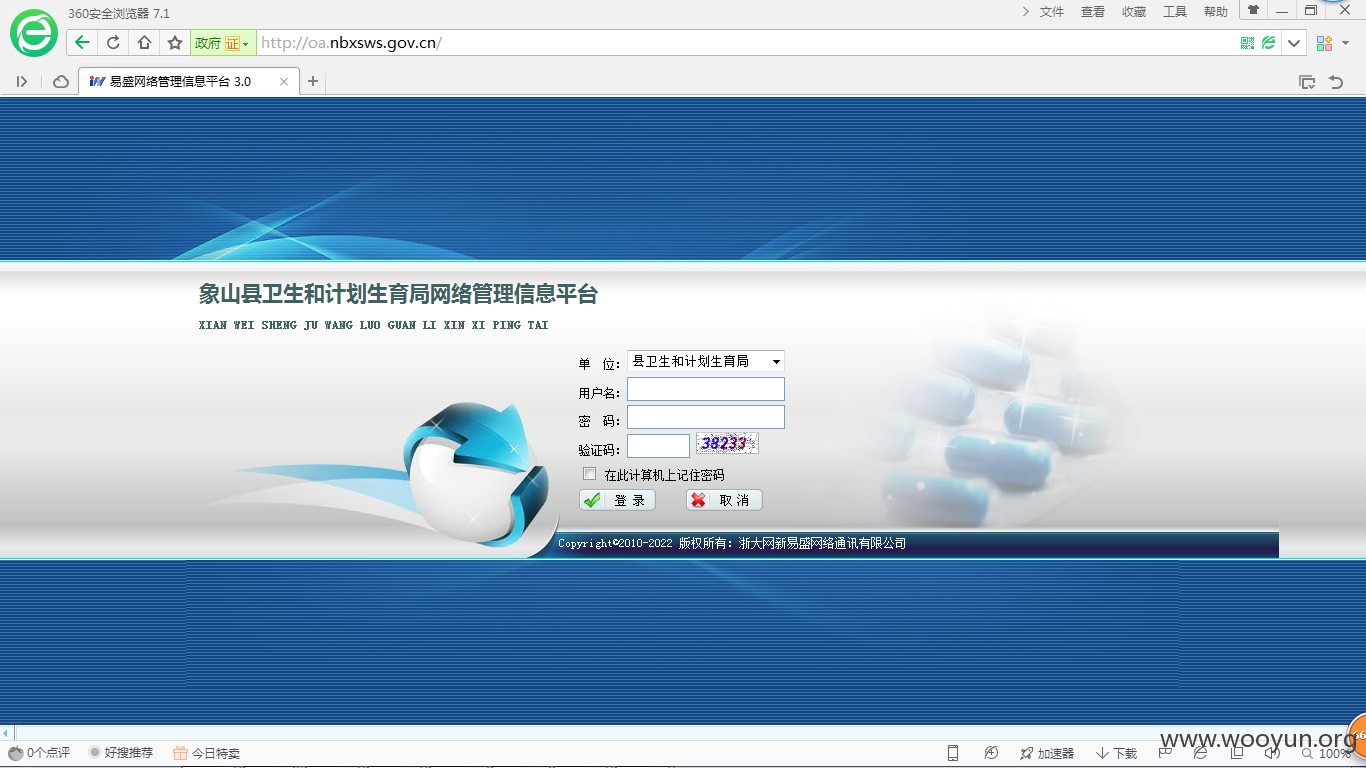 360安全浏览器 7.1
文件 查看 收藏 工具 帮助
政府 证 http://oa.nbxsws.gov.cn/
易盛网络管理信息平台 3.0
象山县卫生和计划生育局网络管理信息平台
XIAN WEI SHENG JU WANG LUO GUAN LI XIN XI PING TAI
单 位： 县卫生和计划生育局
用户名：
密 码：
验证码： 38233
在此计算机上记住密码
登 录 取 消
Copyright©2010-2022 版权所有：浙大网新易盛网络通讯有限公司
66
www.wooyun.org
0个点评 好搜推荐 今日特卖 加速器 下载 100%